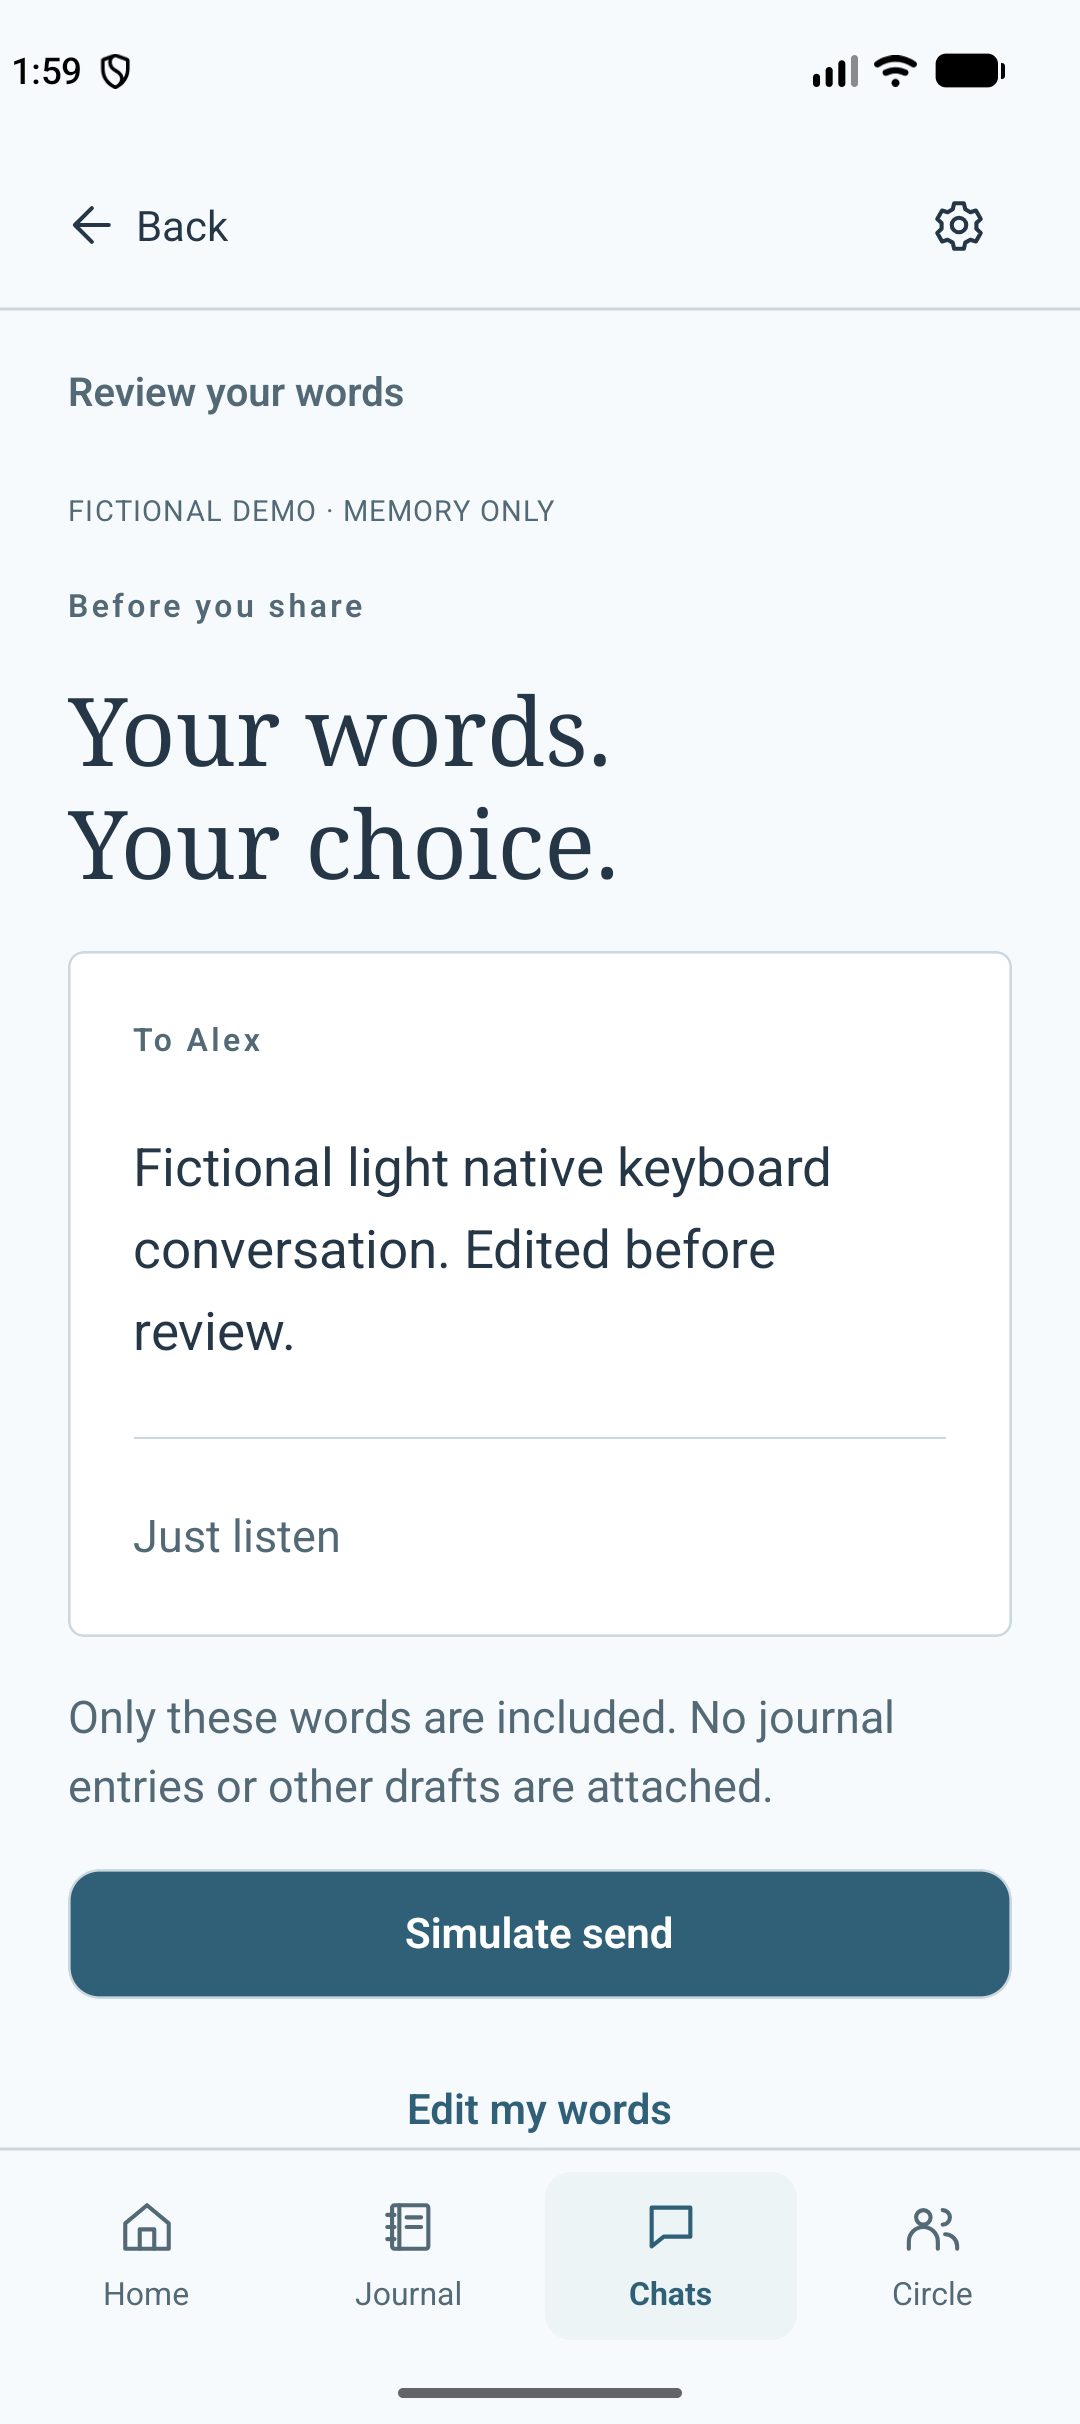 1:59
Back
Review your words
FICTIONAL DEMO · MEMORY ONLY
Before you share
Your words.
Your choice.
To Alex
Fictional light native keyboard
conversation. Edited before
review.
Just listen
Only these words are included. No journal
entries or other drafts are attached.
Simulate send
Edit my words
Home
Journal
Chats
Circle